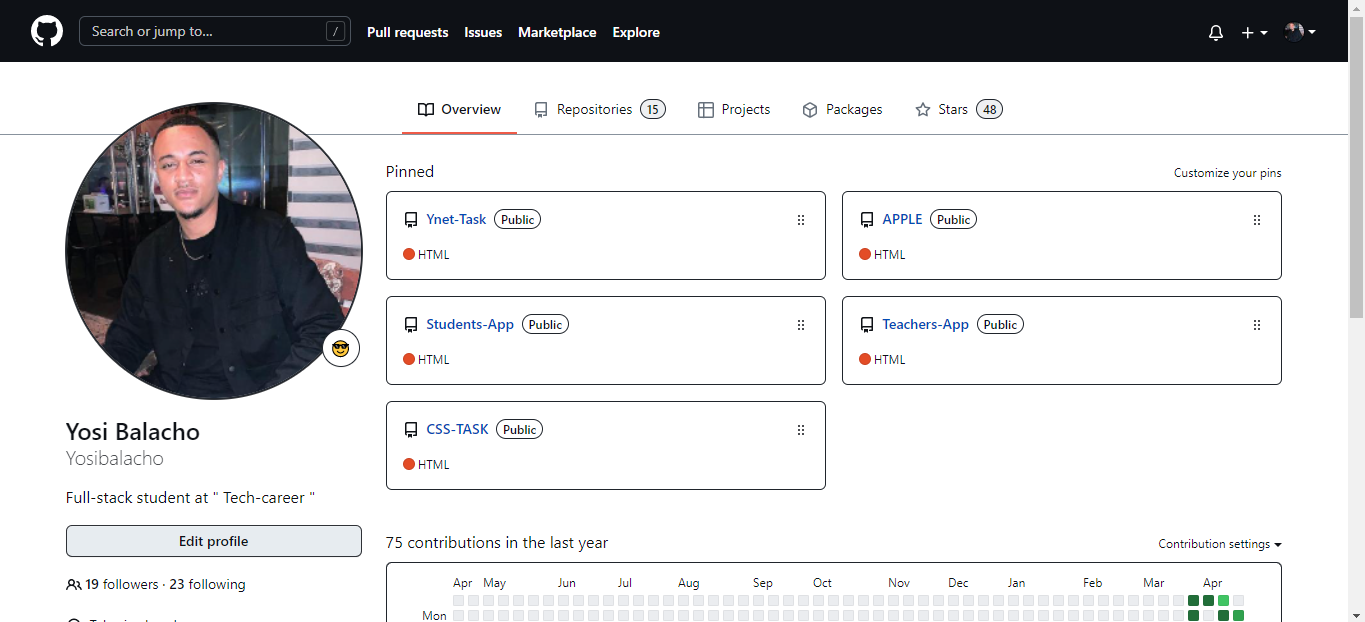 Search or jump to...
/
Pull requests
Issues
Marketplace
Explore
Overview
Repositories 15
Projects
Packages
Stars 48
Yosi Balacho
Yosibalacho
Full-stack student at " Tech-career "
Edit profile
19 followers · 23 following
Pinned
Customize your pins
Ynet-Task Public
HTML
APPLE Public
HTML
Students-App Public
HTML
Teachers-App Public
HTML
CSS-TASK Public
HTML
75 contributions in the last year
Contribution settings
Apr May Jun Jul Aug Sep Oct Nov Dec Jan Feb Mar Apr
Mon